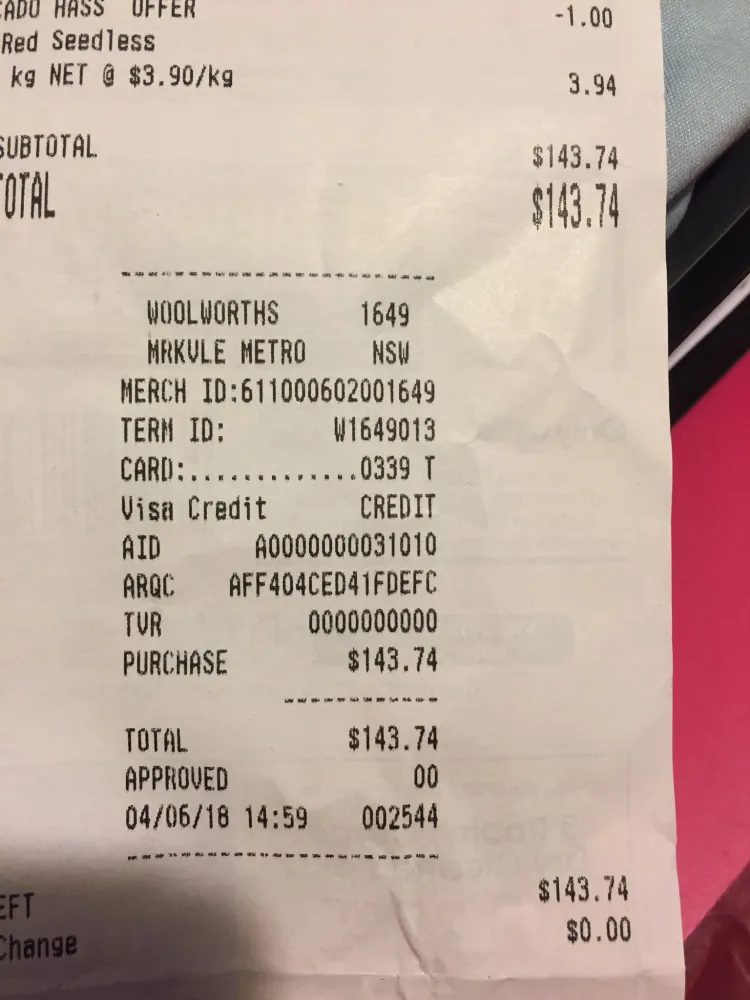 CADO HASS OFFER -1.00
Red Seedless
kg NET @ $3.90/kg 3.94
SUBTOTAL $143.74
TOTAL $143.74
WOOLWORTHS 1649
MRKVLE METRO NSW
MERCH ID:611000602001649
TERM ID: W1649013
CARD:..............0339 T
Visa Credit CREDIT
AID A0000000031010
ARQC AFF404CED41FDEFC
TVR 0000000000
PURCHASE $143.74
TOTAL $143.74
APPROVED 00
04/06/18 14:59 002544
EFT $143.74
Change $0.00